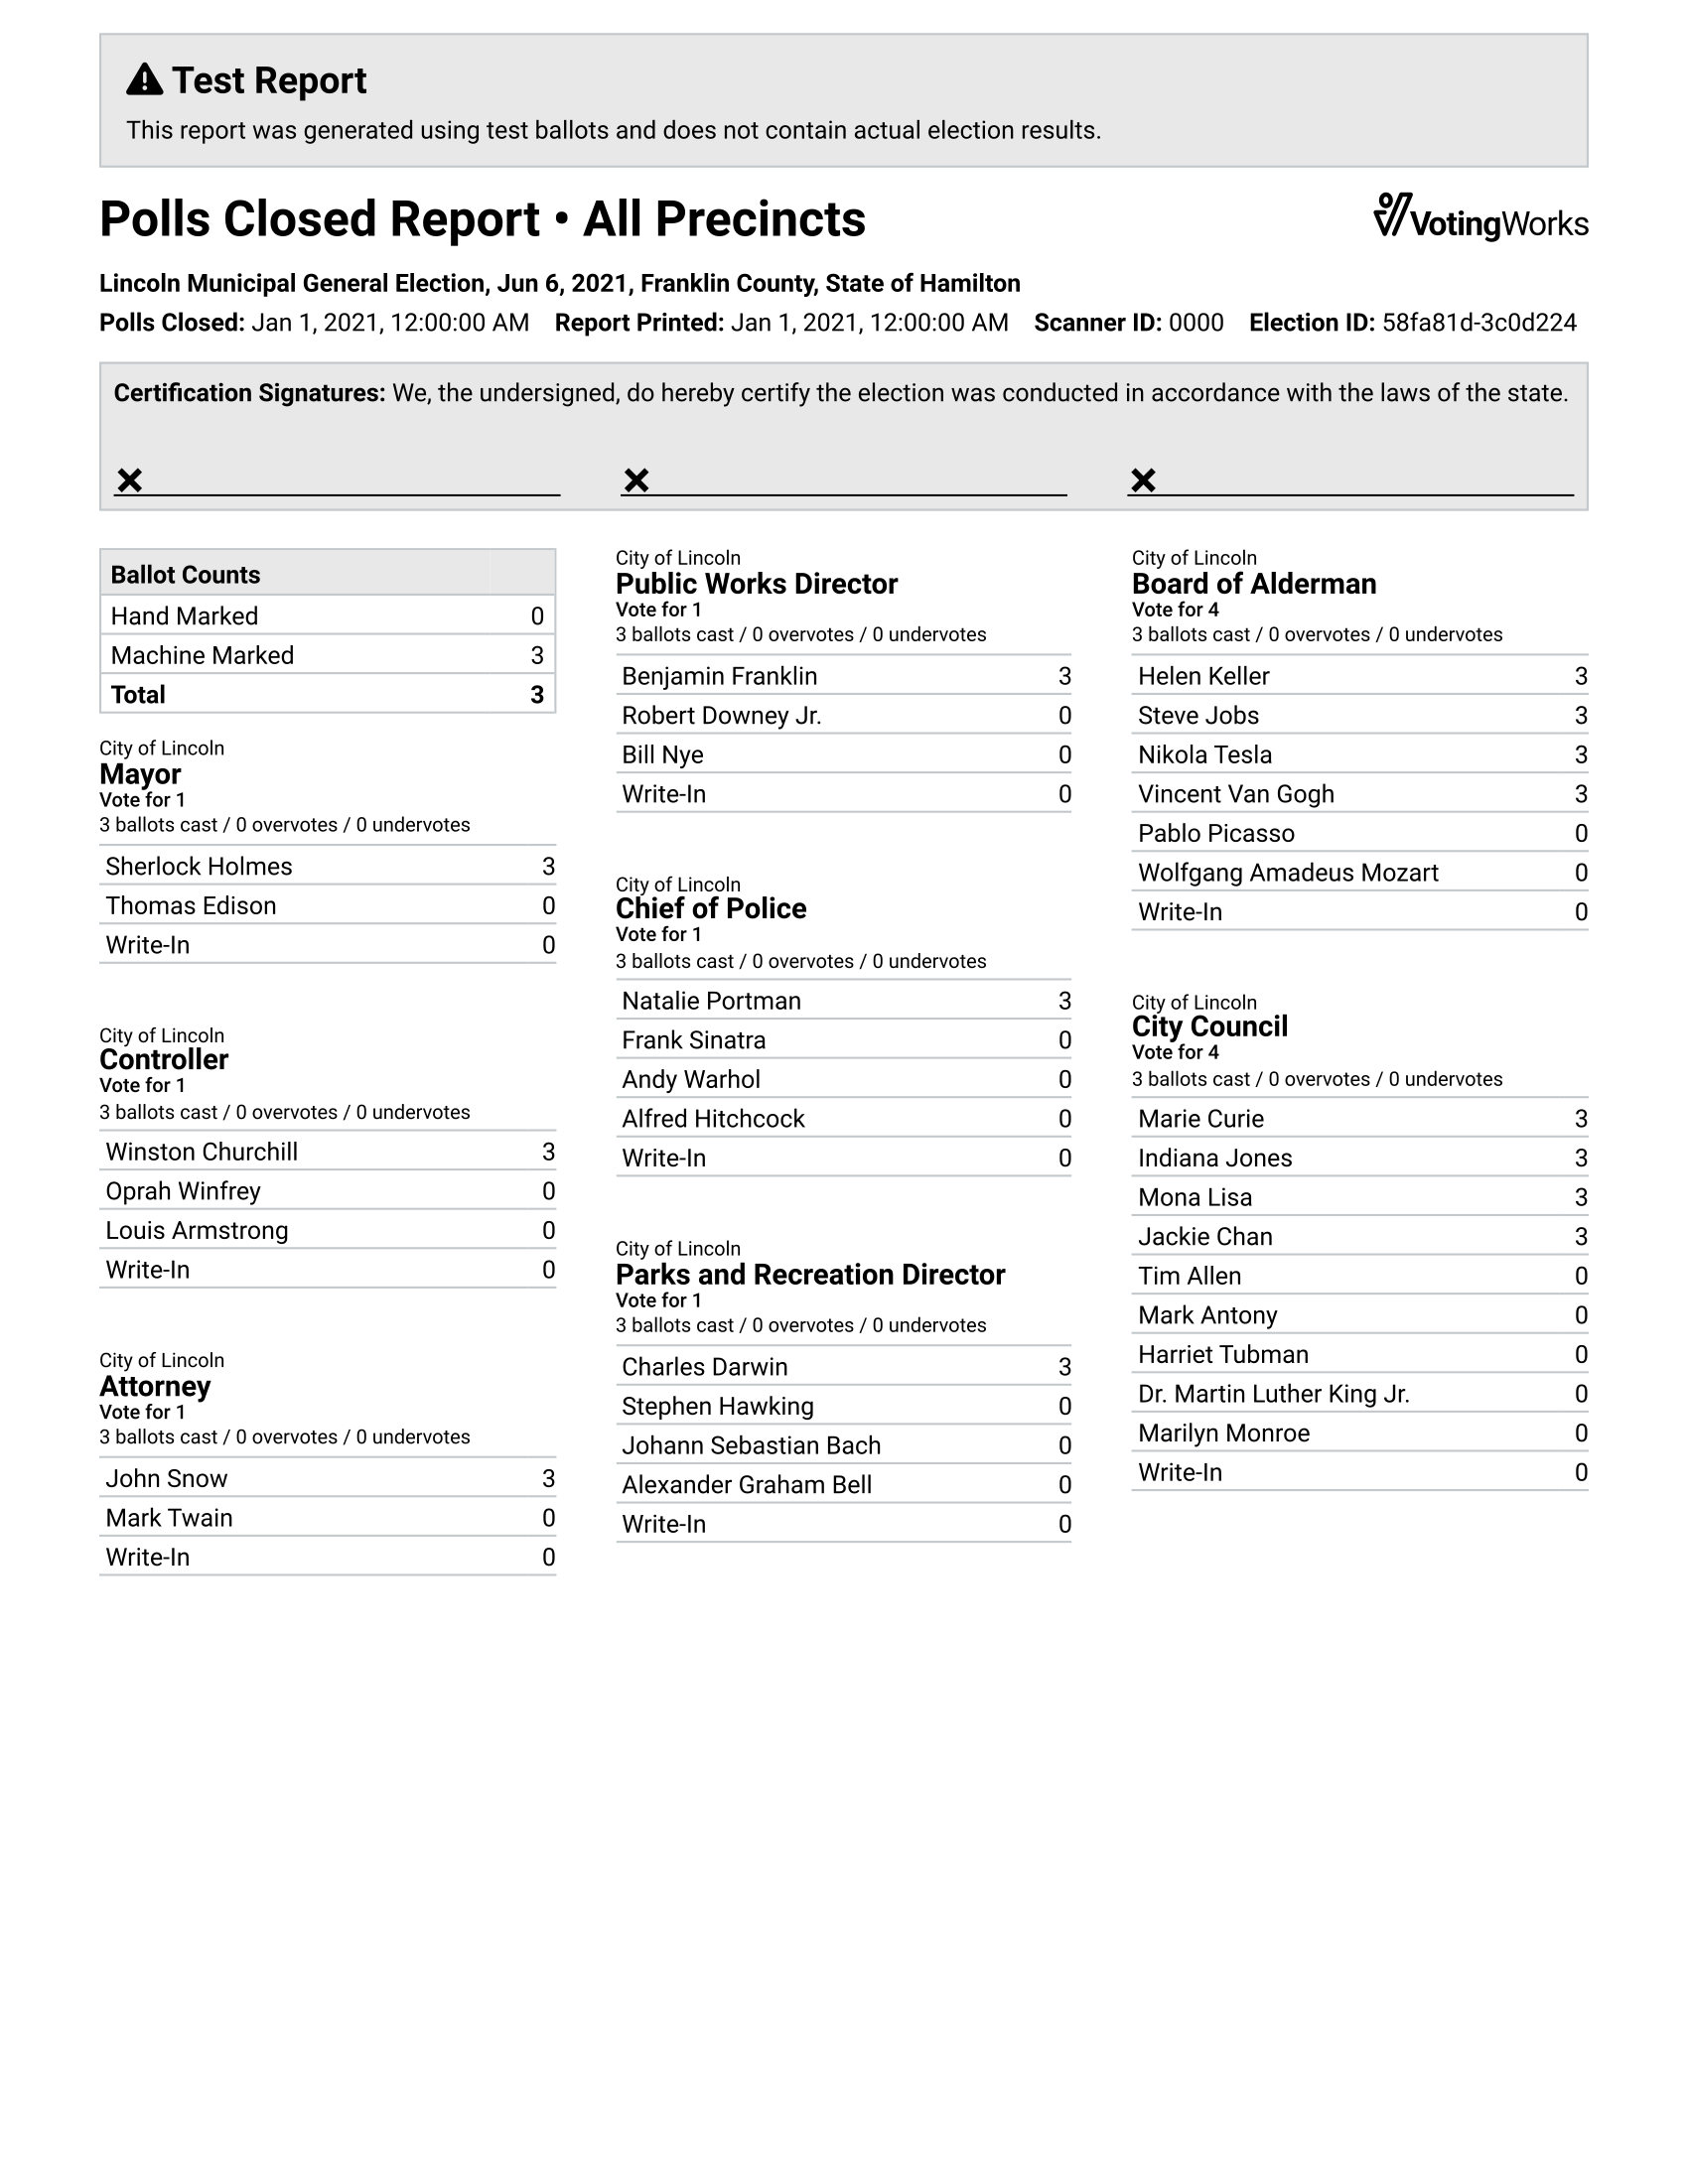 Test Report
This report was generated using test ballots and does not contain actual election results.
Polls Closed Report • All Precincts
VotingWorks
Lincoln Municipal General Election, Jun 6, 2021, Franklin County, State of Hamilton
Polls Closed: Jan 1, 2021, 12:00:00 AM Report Printed: Jan 1, 2021, 12:00:00 AM Scanner ID: 0000 Election ID: 58fa81d-3c0d224
Certification Signatures: We, the undersigned, do hereby certify the election was conducted in accordance with the laws of the state.
Ballot Counts
Hand Marked 0
Machine Marked 3
Total 3
City of Lincoln
Mayor
Vote for 1
3 ballots cast / 0 overvotes / 0 undervotes
Sherlock Holmes 3
Thomas Edison 0
Write-In 0
City of Lincoln
Controller
Vote for 1
3 ballots cast / 0 overvotes / 0 undervotes
Winston Churchill 3
Oprah Winfrey 0
Louis Armstrong 0
Write-In 0
City of Lincoln
Attorney
Vote for 1
3 ballots cast / 0 overvotes / 0 undervotes
John Snow 3
Mark Twain 0
Write-In 0
City of Lincoln
Public Works Director
Vote for 1
3 ballots cast / 0 overvotes / 0 undervotes
Benjamin Franklin 3
Robert Downey Jr. 0
Bill Nye 0
Write-In 0
City of Lincoln
Chief of Police
Vote for 1
3 ballots cast / 0 overvotes / 0 undervotes
Natalie Portman 3
Frank Sinatra 0
Andy Warhol 0
Alfred Hitchcock 0
Write-In 0
City of Lincoln
Parks and Recreation Director
Vote for 1
3 ballots cast / 0 overvotes / 0 undervotes
Charles Darwin 3
Stephen Hawking 0
Johann Sebastian Bach 0
Alexander Graham Bell 0
Write-In 0
City of Lincoln
Board of Alderman
Vote for 4
3 ballots cast / 0 overvotes / 0 undervotes
Helen Keller 3
Steve Jobs 3
Nikola Tesla 3
Vincent Van Gogh 3
Pablo Picasso 0
Wolfgang Amadeus Mozart 0
Write-In 0
City of Lincoln
City Council
Vote for 4
3 ballots cast / 0 overvotes / 0 undervotes
Marie Curie 3
Indiana Jones 3
Mona Lisa 3
Jackie Chan 3
Tim Allen 0
Mark Antony 0
Harriet Tubman 0
Dr. Martin Luther King Jr. 0
Marilyn Monroe 0
Write-In 0